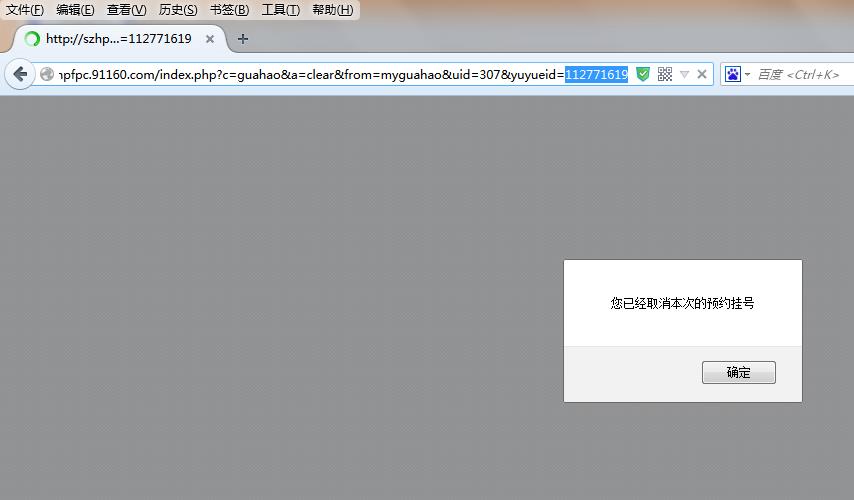 文件(F) 编辑(E) 查看(V) 历史(S) 书签(B) 工具(T) 帮助(H)
http://szhp...=112771619
npfpc.91160.com/index.php?c=guahao&a=clear&from=myguahao&uid=307&yuyueid=112771619
百度 <Ctrl+K>
您已经取消本次的预约挂号
确定